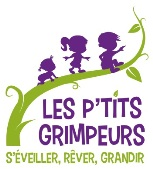 LES P'TITS
GRIMPEURS
S'ÉVEILLER, RÊVER, GRANDIR